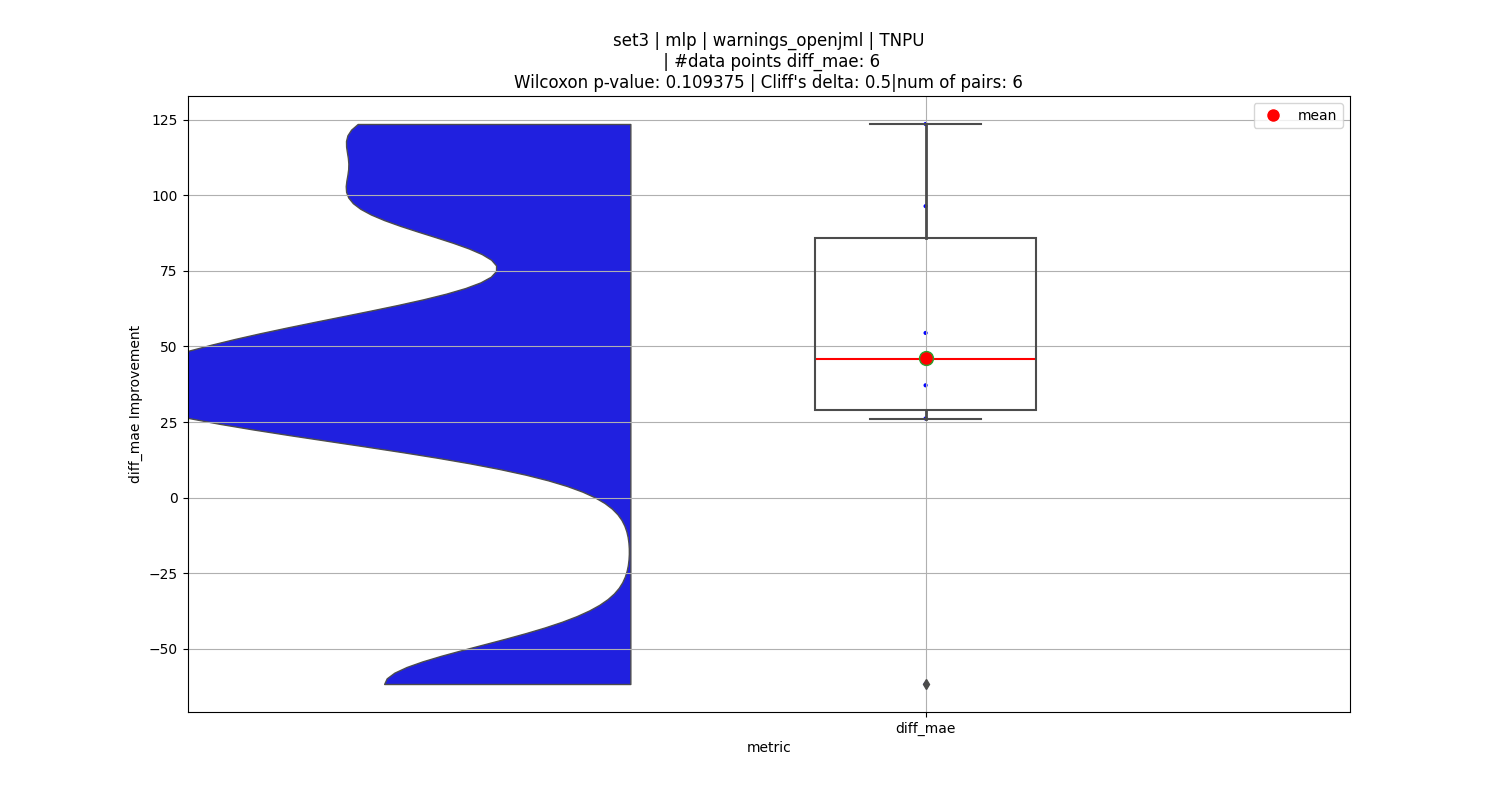 set3 | mlp | warnings_openjml | TNPU
| #data points diff_mae: 6
Wilcoxon p-value: 0.109375 | Cliff's delta: 0.5|num of pairs: 6
mean
125
100
75
50
25
0
−25
−50
diff_mae Improvement
diff_mae
metric